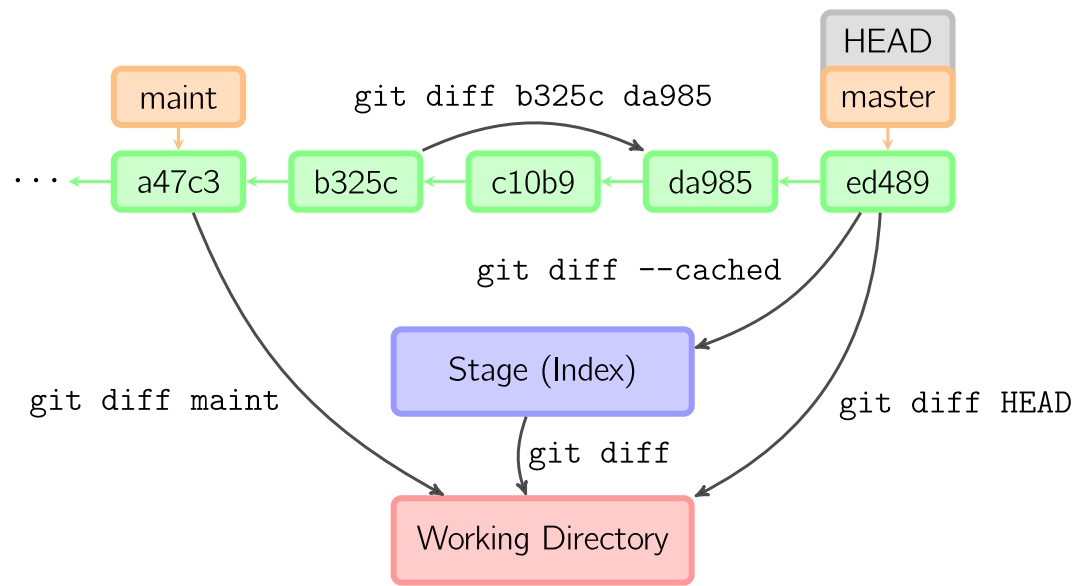 HEAD
maint
git diff b325c da985
master
...
a47c3
b325c
c10b9
da985
ed489
git diff --cached
Stage (Index)
git diff maint
git diff HEAD
git diff
Working Directory